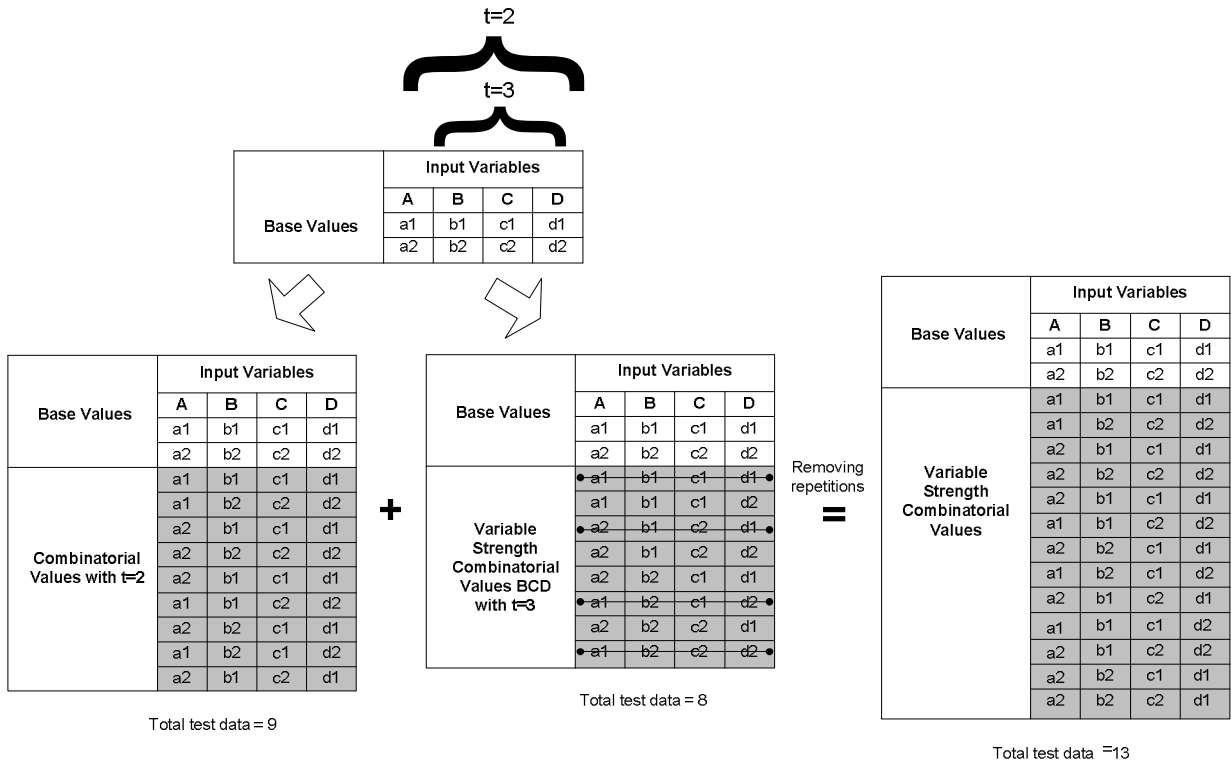 t=2
t=3
Base Values
Input Variables
A B C D
a1 b1 c1 d1
a2 b2 c2 d2
Base Values
Input Variables
A B C D
a1 b1 c1 d1
a2 b2 c2 d2
Combinatorial
Values with t=2
a1 b1 c1 d1
a1 b2 c2 d2
a2 b1 c1 d1
a2 b2 c2 d2
a2 b1 c1 d1
a1 b1 c2 d2
a2 b2 c1 d1
a1 b2 c1 d2
a2 b1 c2 d1
Total test data = 9
+
Base Values
Input Variables
A B C D
a1 b1 c1 d1
a2 b2 c2 d2
Variable
Strength
Combinatorial
Values BCD
with t=3
a1 b1 c1 d1
a1 b1 c1 d2
a2 b1 c2 d1
a2 b1 c2 d2
a2 b2 c1 d1
a1 b2 c1 d2
a2 b2 c2 d1
a1 b2 c2 d2
Total test data = 8
Removing
repetitions
=
Base Values
Input Variables
A B C D
a1 b1 c1 d1
a2 b2 c2 d2
Variable
Strength
Combinatorial
Values
a1 b1 c1 d1
a1 b2 c2 d2
a2 b1 c1 d1
a2 b2 c2 d2
a2 b1 c1 d1
a1 b1 c2 d2
a2 b2 c1 d1
a1 b2 c1 d2
a2 b1 c2 d1
a1 b1 c1 d2
a2 b1 c2 d2
a2 b2 c1 d1
a2 b2 c2 d1
Total test data =13